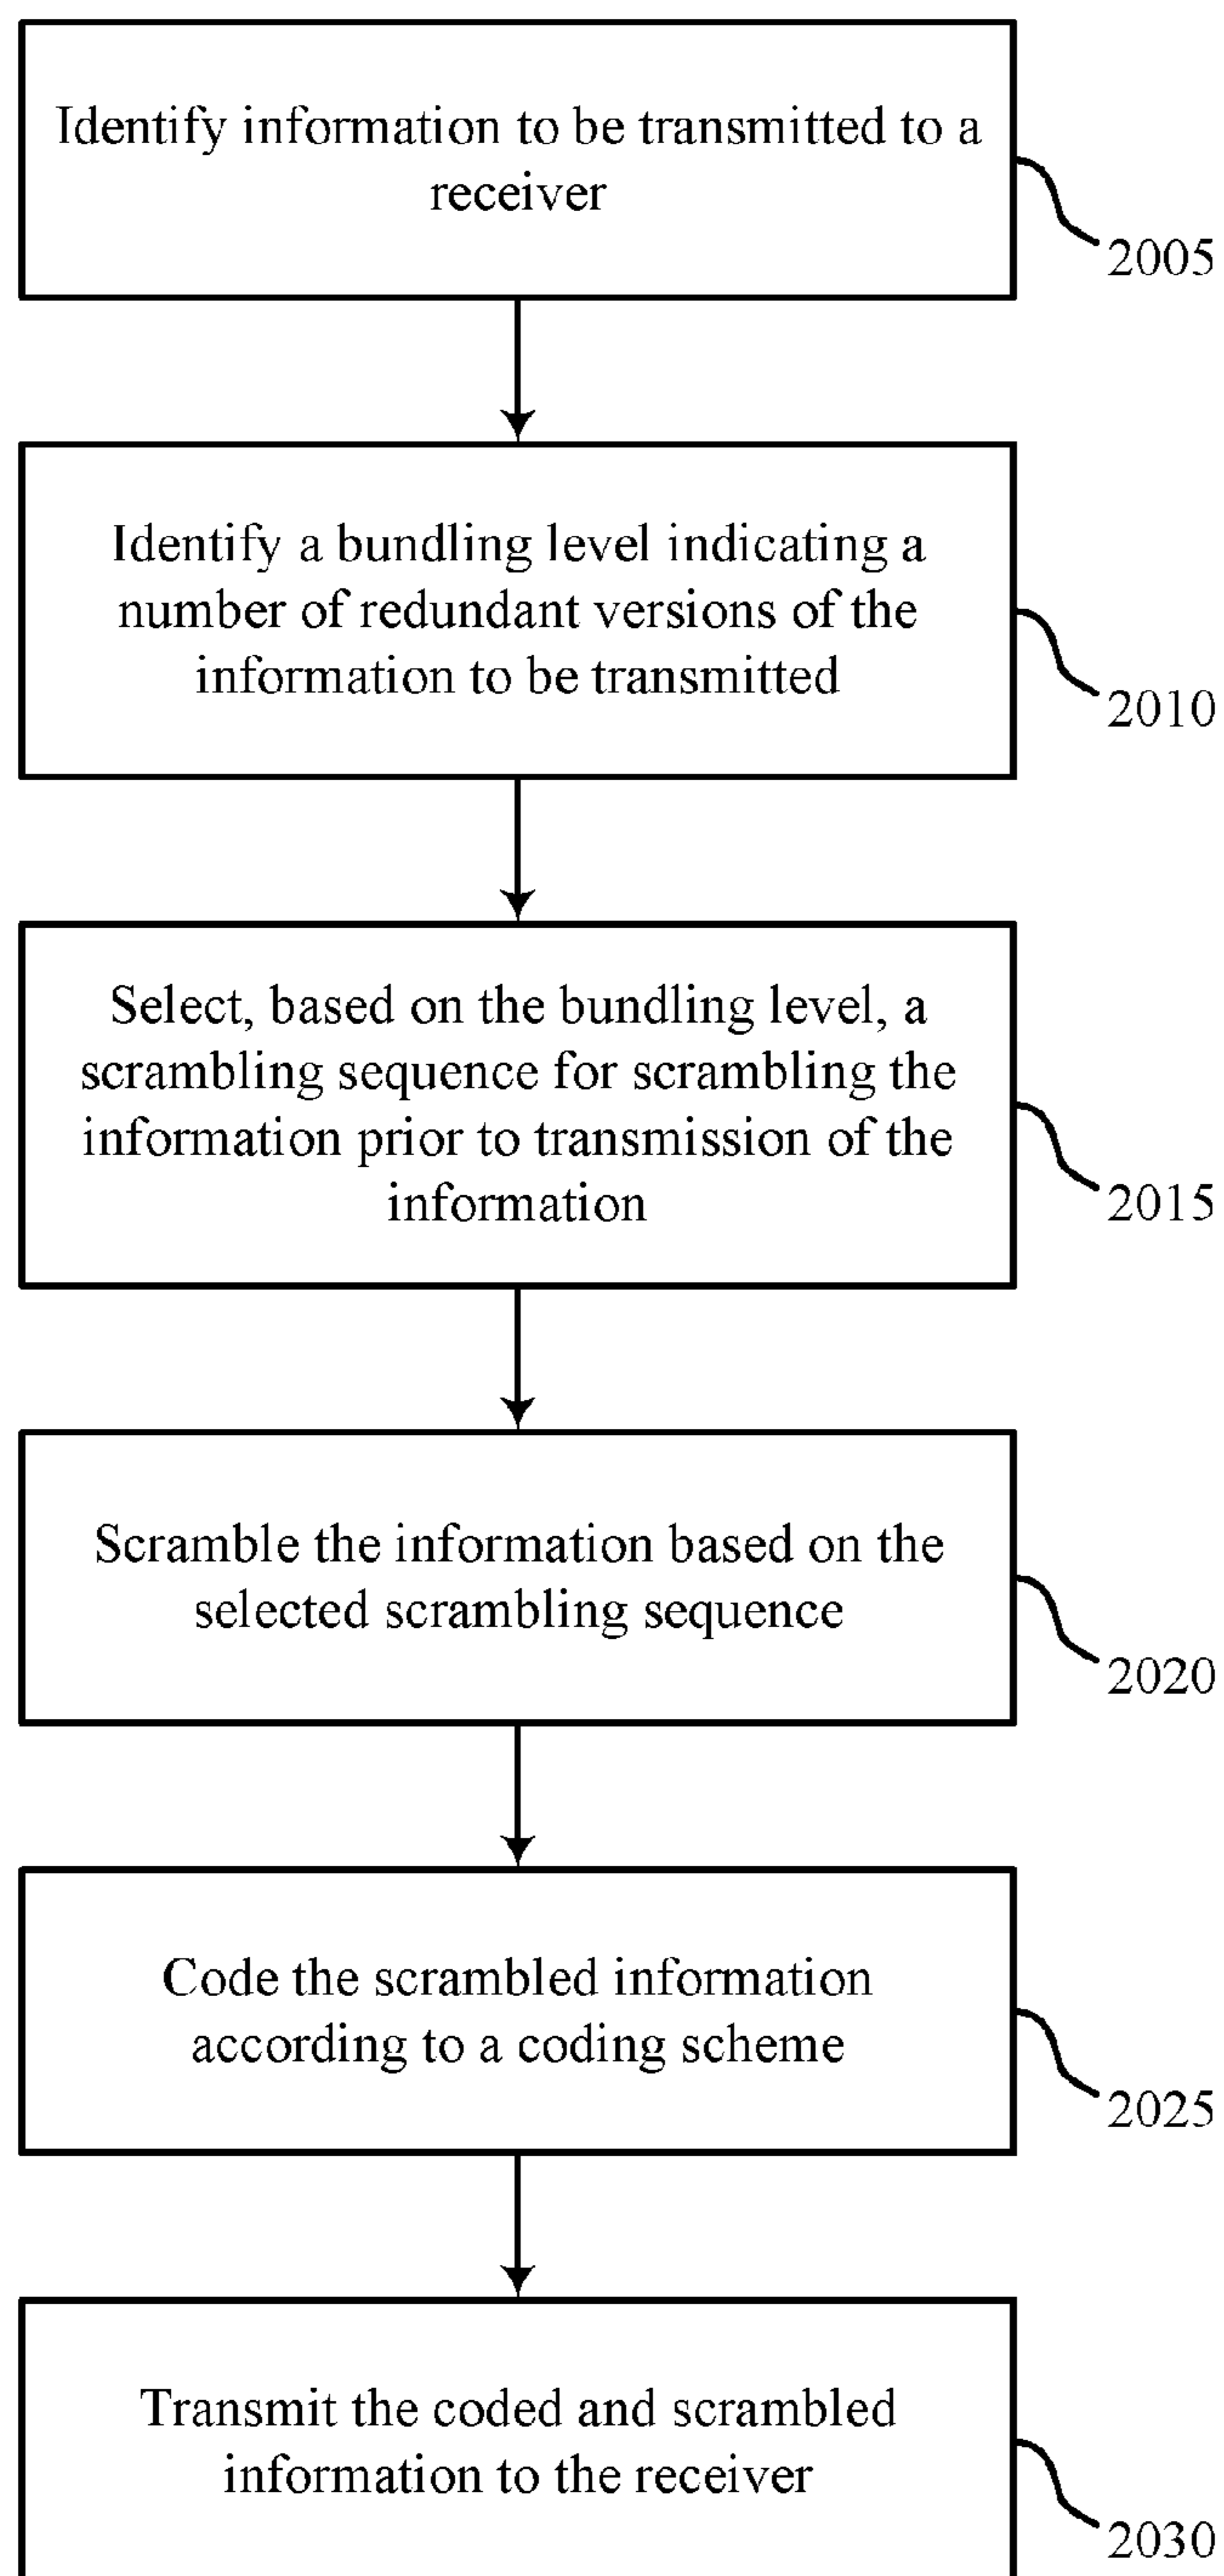 Identify information to be transmitted to a
receiver
2005
Identify a bundling level indicating a
number of redundant versions of the
information to be transmitted
2010
Select, based on the bundling level, a
scrambling sequence for scrambling the
information prior to transmission of the
information
2015
Scramble the information based on the
selected scrambling sequence
2020
Code the scrambled information
according to a coding scheme
2025
Transmit the coded and scrambled
information to the receiver
2030